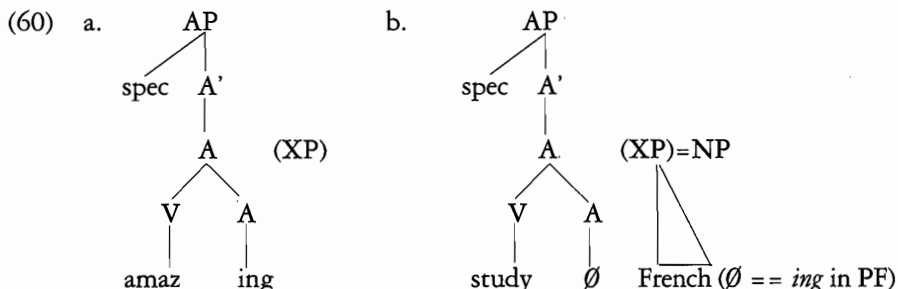 (60) a. AP b. AP
spec A' spec A'
A (XP) A. (XP)=NP
V A V A
amaz ing study Ø French (Ø == ing in PF)